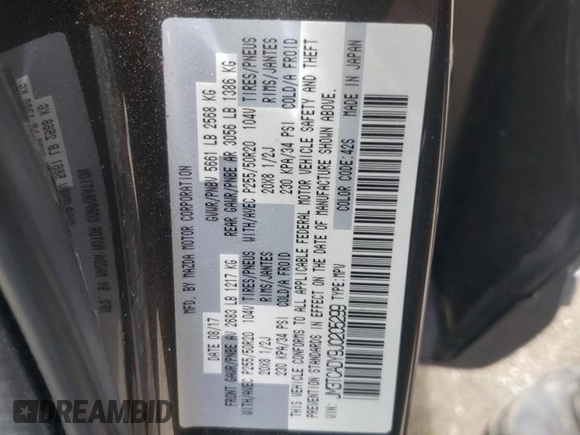 MFD. BY MAZDA MOTOR CORPORATION
DATE 08/17 GVWR/PNBV 5661 LB 2568 KG
FRONT GAWR/PNBE AV 2683 LB 1217 KG REAR GAWR/PNBE AR 3056 LB 1386 KG
WITH/AVEC P255/50R20 104V TIRES/PNEUS WITH/AVEC P255/50R20 104V TIRES/PNEUS
20X8 1/2J RIMS/JANTES 20X8 1/2J RIMS/JANTES
230 KPA/34 PSI COLD/A FROID 230 KPA/34 PSI COLD/A FROID
THIS VEHICLE CONFORMS TO ALL APPLICABLE FEDERAL MOTOR VEHICLE SAFETY AND THEFT
PREVENTION STANDARDS IN EFFECT ON THE DATE OF MANUFACTURE SHOWN ABOVE.
COLOR CODE:42S MADE IN JAPAN
VIN: JM3TCADY9J0205299 TYPE:MPV
EPICVIN